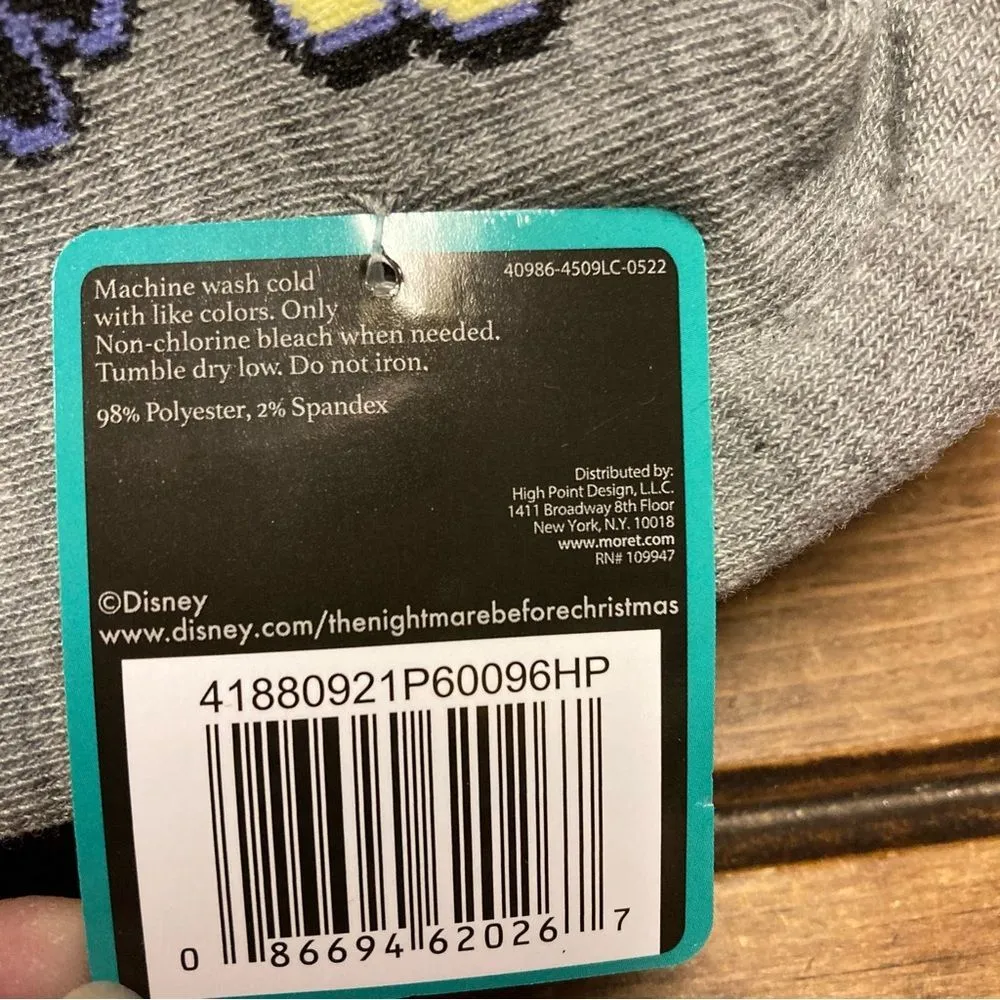 Machine wash cold
with like colors. Only
Non-chlorine bleach when needed.
Tumble dry low. Do not iron.
98% Polyester, 2% Spandex
40986-4509LC-0522
Distributed by:
High Point Design, L.L.C.
1411 Broadway 8th Floor
New York, N.Y. 10018
www.moret.com
RN# 109947
©Disney
www.disney.com/thenightmarebeforechristmas
41880921P60096HP
0 86694 62026 7